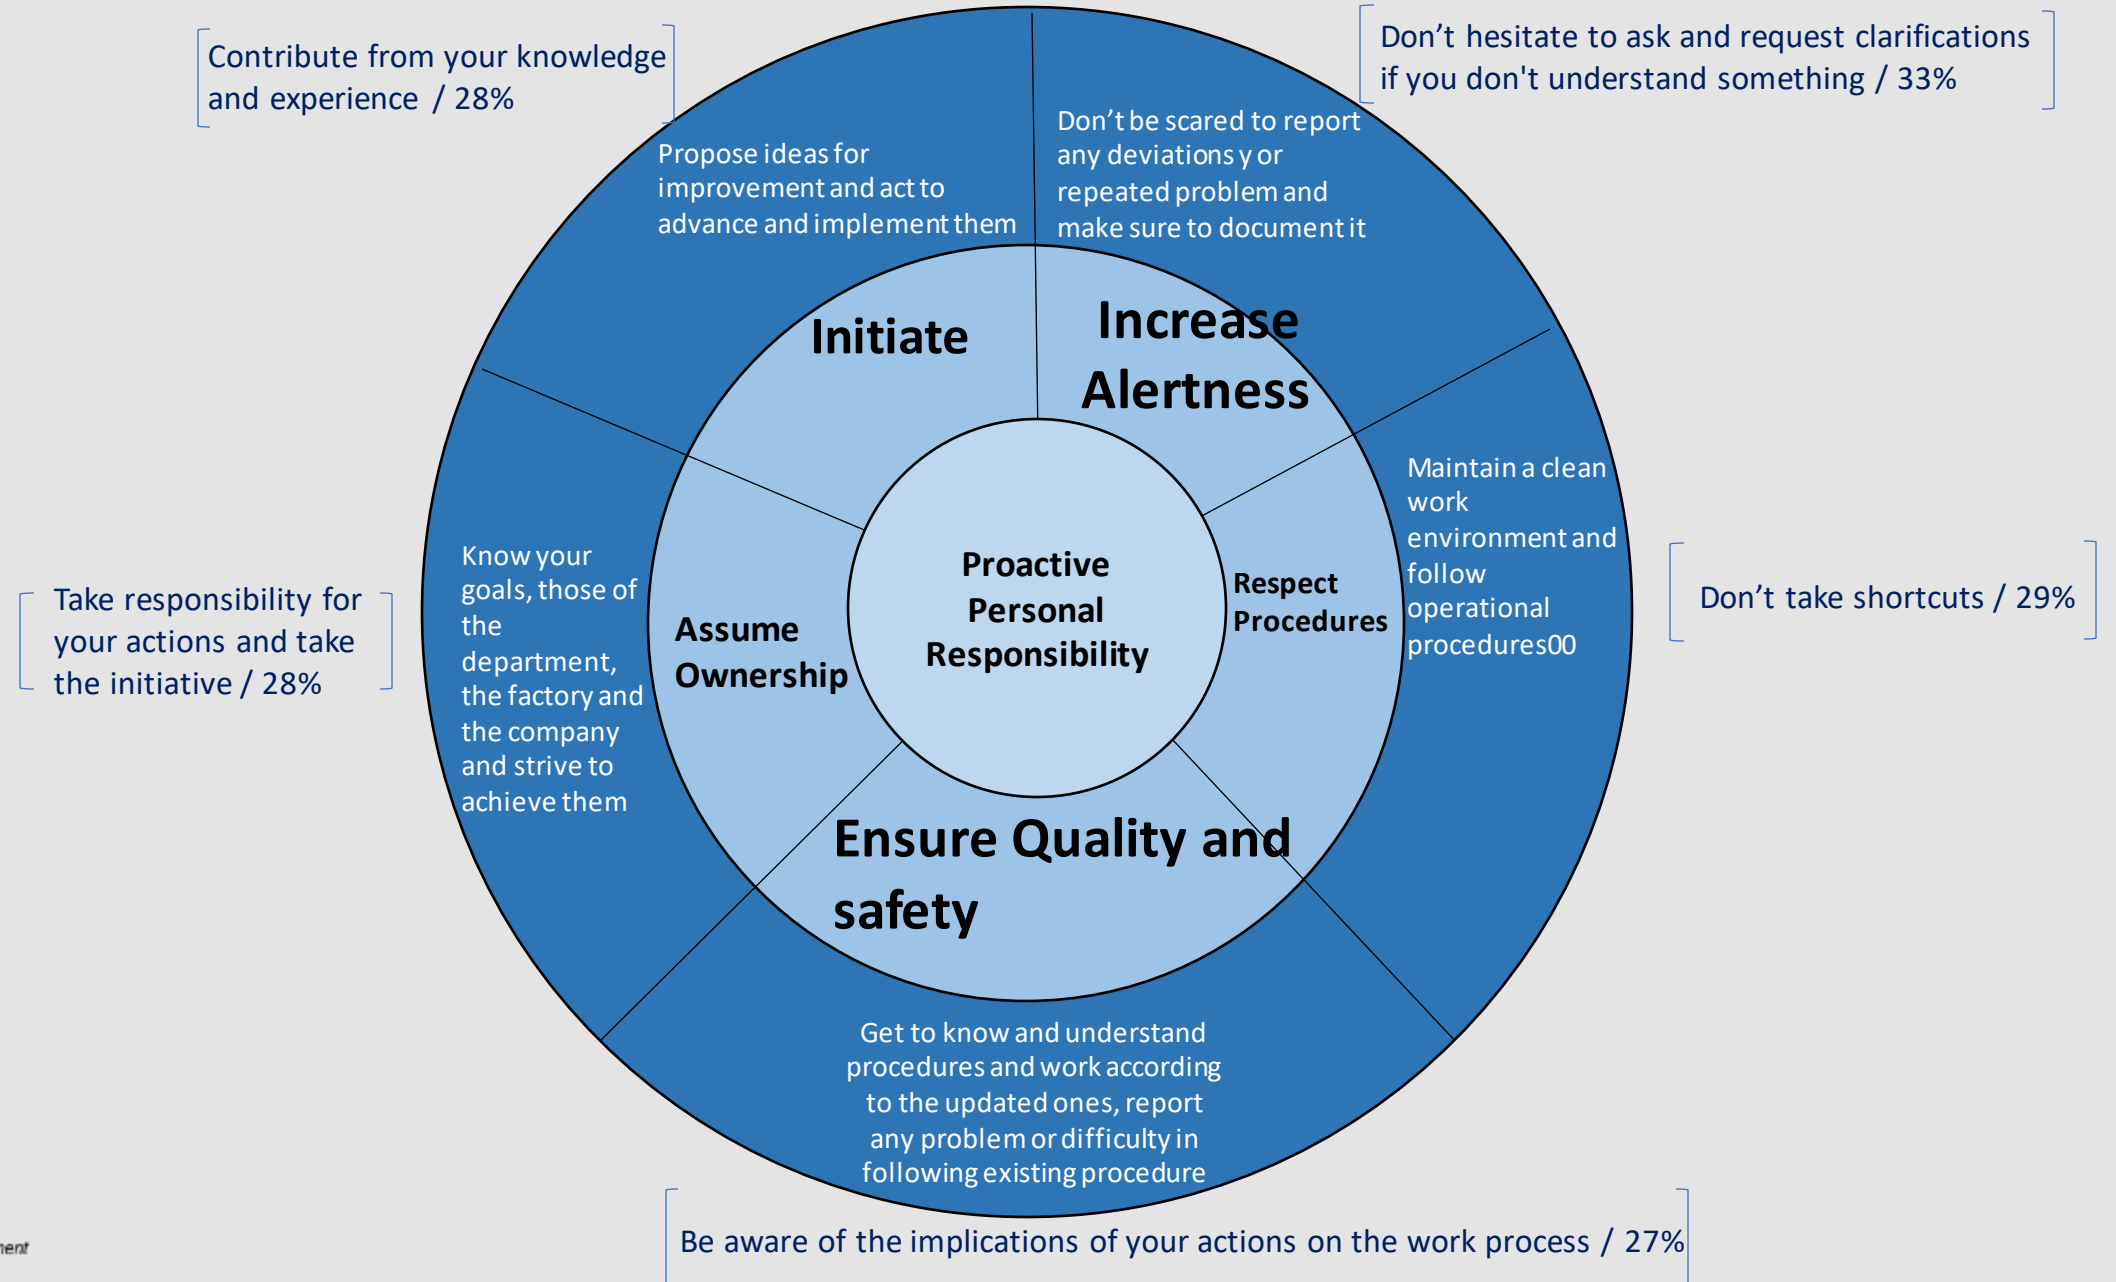 Contribute from your knowledge
and experience / 28%
Don't hesitate to ask and request clarifications
if you don't understand something / 33%
Propose ideas for
improvement and act to
advance and implement them
Don't be scared to report
any deviations y or
repeated problem and
make sure to document it
Initiate
Increase
Alertness
Maintain a clean
work
environment and
follow
operational
procedures00
Don't take shortcuts / 29%
Respect
Procedures
Proactive
Personal
Responsibility
Assume
Ownership
Know your
goals, those of
the
department,
the factory and
the company
and strive to
achieve them
Take responsibility for
your actions and take
the initiative / 28%
Ensure Quality and
safety
Get to know and understand
procedures and work according
to the updated ones, report
any problem or difficulty in
following existing procedure
Be aware of the implications of your actions on the work process / 27%